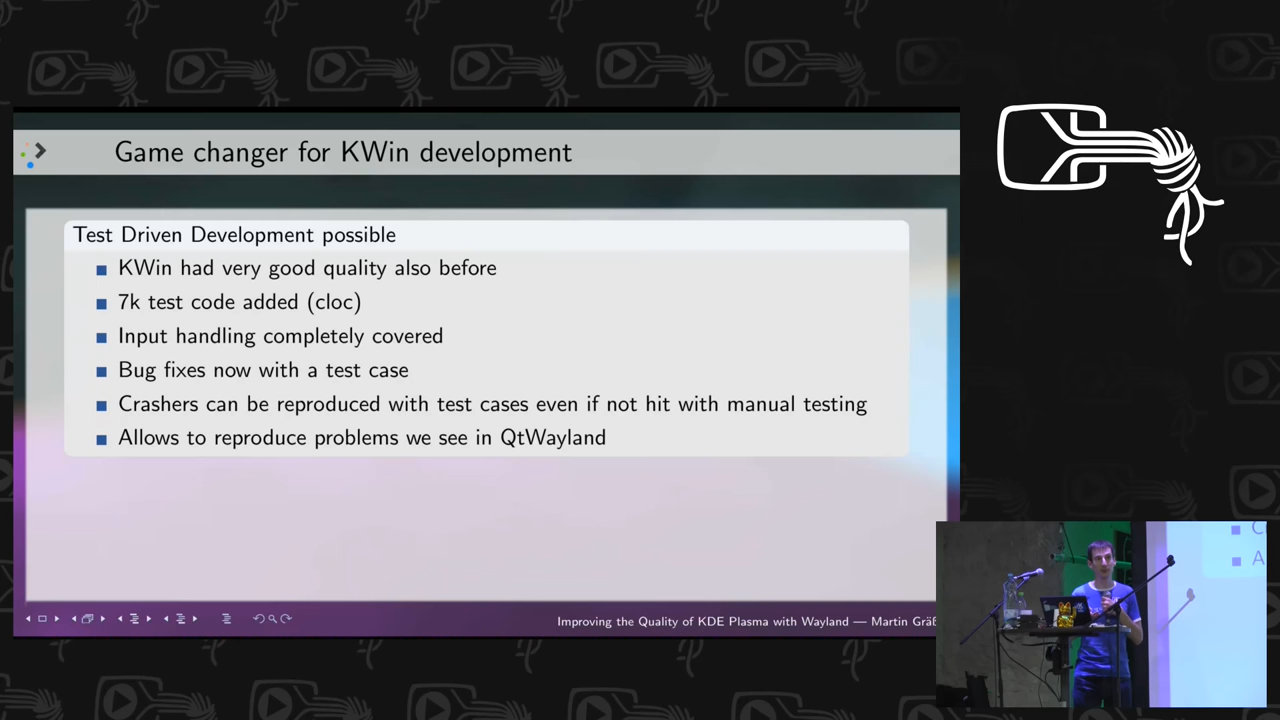 Game changer for KWin development
Test Driven Development possible
KWin had very good quality also before
7k test code added (cloc)
Input handling completely covered
Bug fixes now with a test case
Crashers can be reproduced with test cases even if not hit with manual testing
Allows to reproduce problems we see in QtWayland
Improving the Quality of KDE Plasma with Wayland — Martin Gräß
C
A